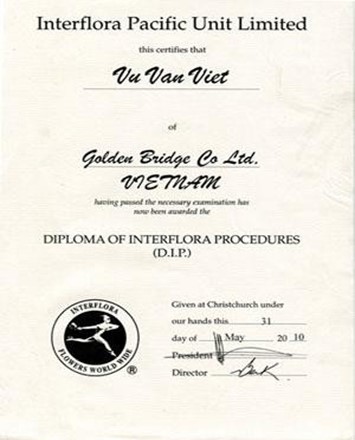 Interflora Pacific Unit Limited
this certifies that
Vu Van Viet
of
Golden Bridge Co Ltd.
VIETNAM
having passed the necessary examination has
now been awarded the
DIPLOMA OF INTERFLORA PROCEDURES
(D.I.P.)
INTERFLORA
FLOWERS WORLD WIDE
®
Given at Christchurch under
our hands this 31
day of May 20 10
President
Director